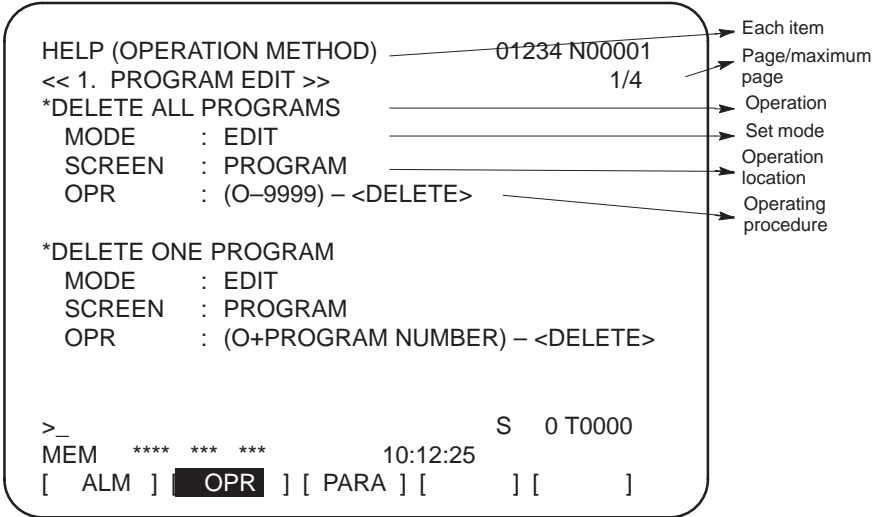 HELP (OPERATION METHOD) 01234 N00001
<< 1. PROGRAM EDIT >> 1/4
*DELETE ALL PROGRAMS
MODE : EDIT
SCREEN : PROGRAM
OPR : (O–9999) – <DELETE>
*DELETE ONE PROGRAM
MODE : EDIT
SCREEN : PROGRAM
OPR : (O+PROGRAM NUMBER) – <DELETE>
>_ S 0 T0000
MEM **** *** *** 10:12:25
[ ALM ] [ OPR ] [ PARA ] [ ] [ ]
Each item
Page/maximum
page
Operation
Set mode
Operation
location
Operating
procedure